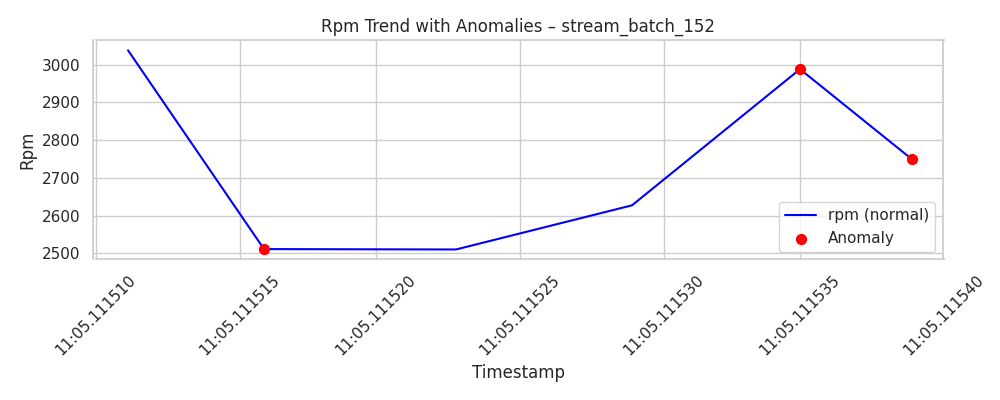 Rpm Trend with Anomalies – stream_batch_152
Rpm
3000
2900
2800
2700
2600
2500
rpm (normal)
Anomaly
11:05.111510
11:05.111515
11:05.111520
11:05.111525
11:05.111530
11:05.111535
11:05.111540
Timestamp